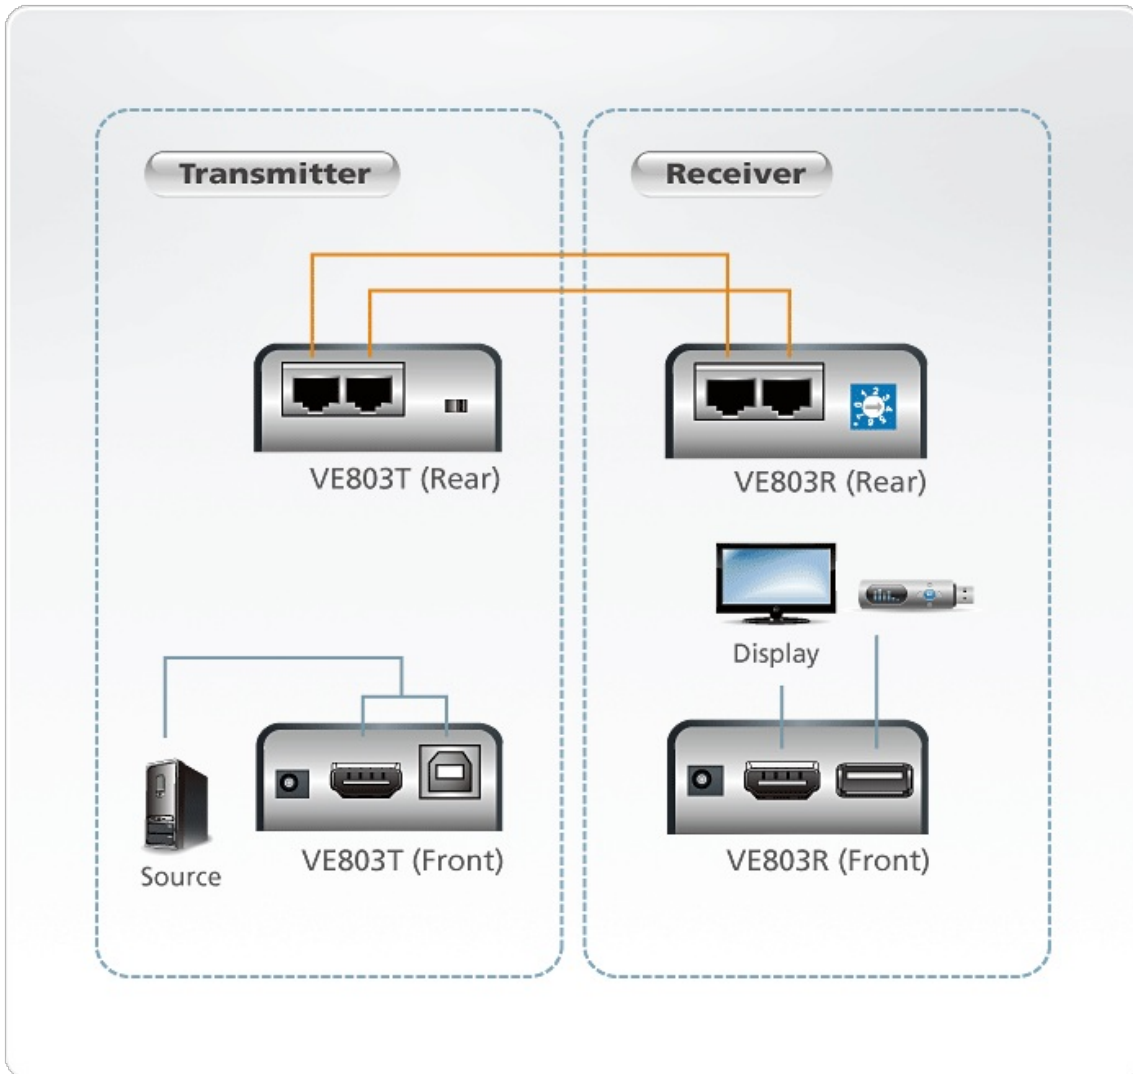 Transmitter
Receiver
VE803T (Rear)
VE803R (Rear)
Display
Source
VE803T (Front)
VE803R (Front)